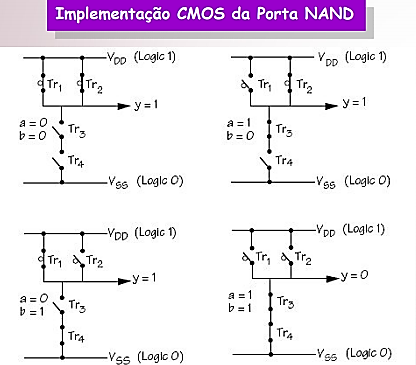 Implementação CMOS da Porta NAND
VDD (Logic 1)
Tr1 Tr2
y = 1
a = 0
b = 0
Tr3
Tr4
VSS (Logic 0)
VDD (Logic 1)
Tr1 Tr2
y = 1
a = 1
b = 0
Tr3
Tr4
VSS (Logic 0)
VDD (Logic 1)
Tr1 Tr2
y = 1
a = 0
b = 1
Tr3
Tr4
VSS (Logic 0)
VDD (Logic 1)
Tr1 Tr2
y = 0
a = 1
b = 1
Tr3
Tr4
VSS (Logic 0)